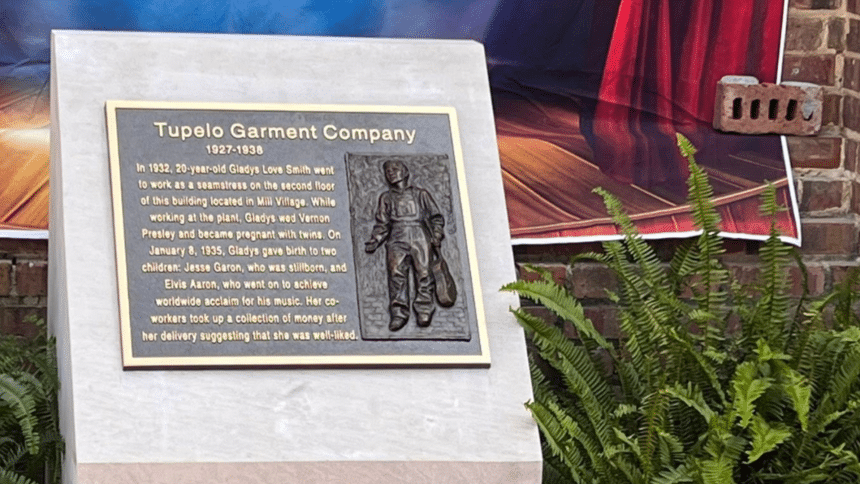 Tupelo Garment Company
1927-1938
In 1932, 20-year-old Gladys Love Smith went
to work as a seamstress on the second floor
of this building located in Mill Village. While
working at the plant, Gladys wed Vernon
Presley and became pregnant with twins. On
January 8, 1935, Gladys gave birth to two
children: Jesse Garon, who was stillborn, and
Elvis Aaron, who went on to achieve
worldwide acclaim for his music. Her co-
workers took up a collection of money after
her delivery suggesting that she was well-liked.